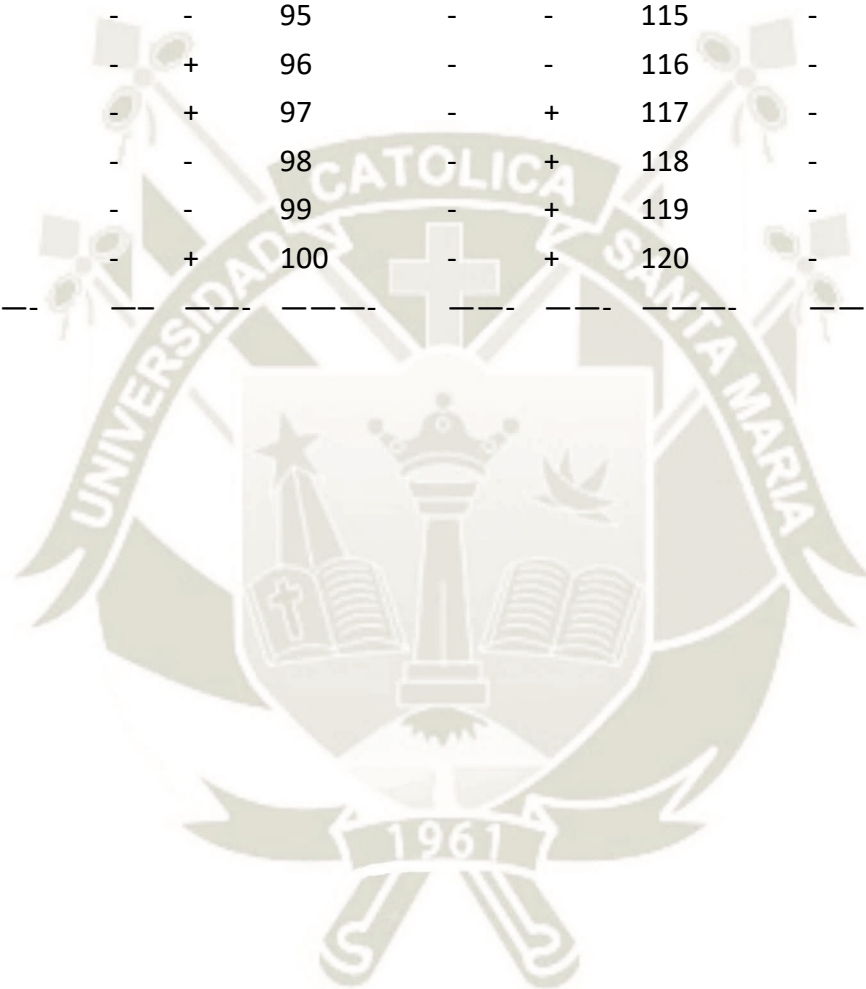 - - 95 - - 115 -
- + 96 - - 116 -
- + 97 - + 117 -
- - 98 - + 118 -
- - 99 - + 119 -
- + 100 - + 120 -
—- —– ——- ———- ——- ——- ———- ——
UNIVERSIDAD CATOLICA SANTA MARIA
1961